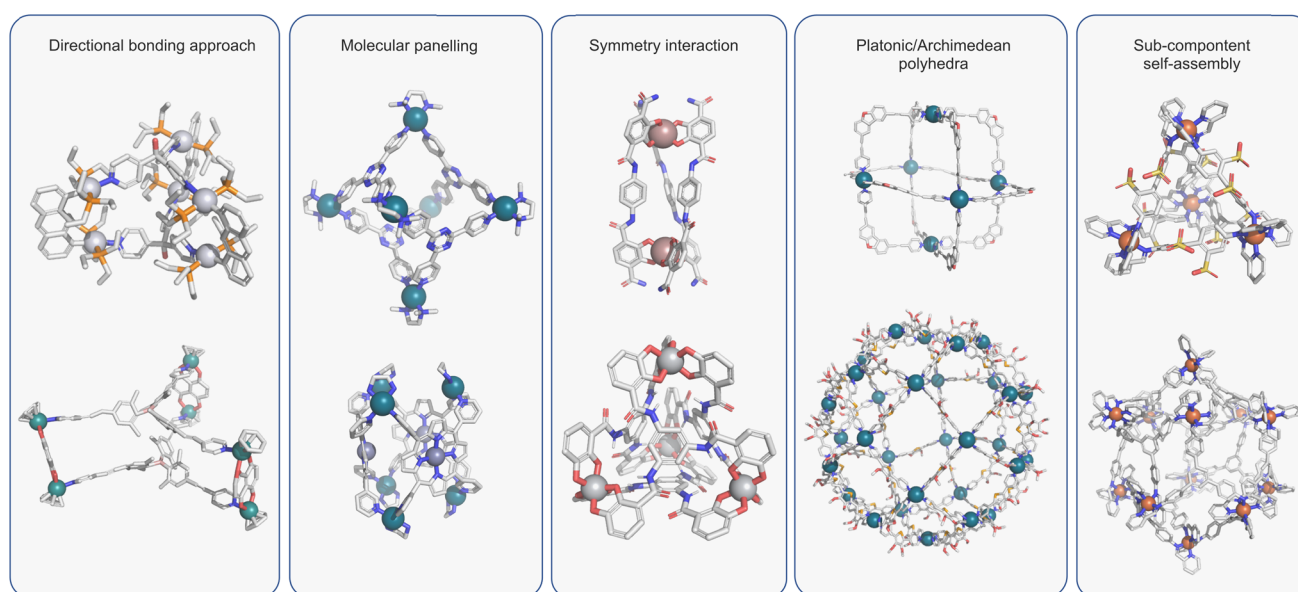 Directional bonding approach
Molecular panelling
Symmetry interaction
Platonic/Archimedean
polyhedra
Sub-compontent
self-assembly